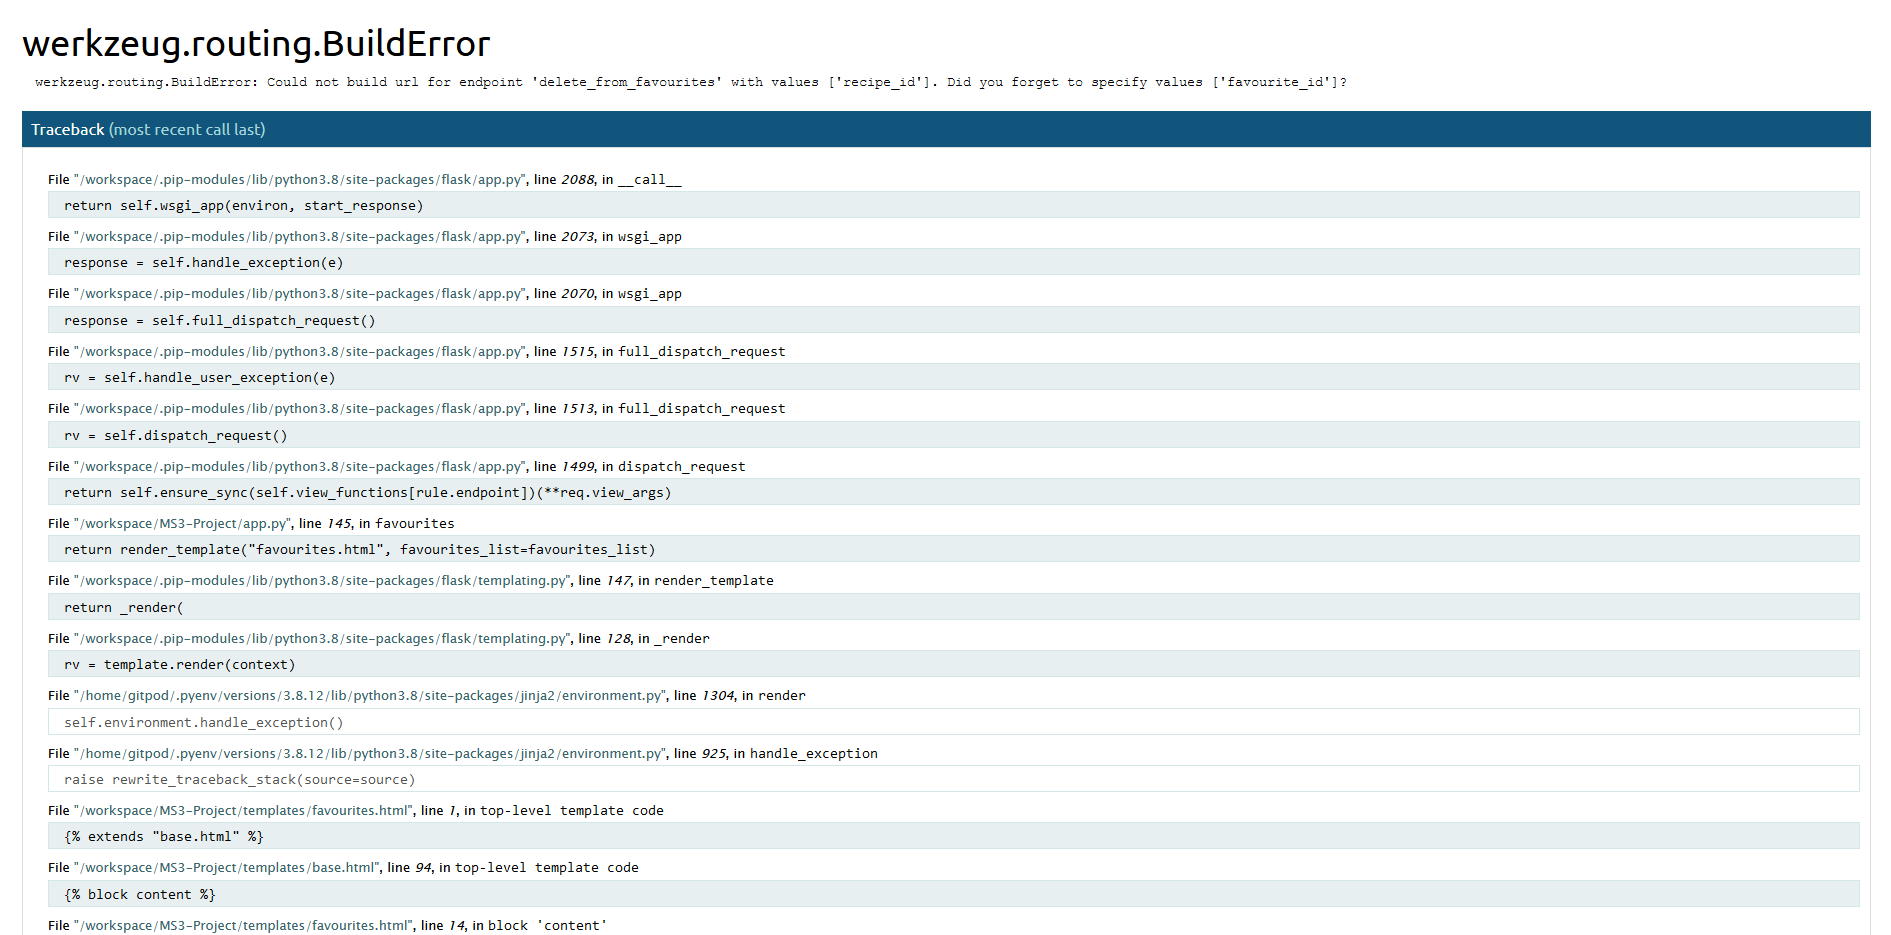 werkzeug.routing.BuildError
werkzeug.routing.BuildError: Could not build url for endpoint 'delete_from_favourites' with values ['recipe_id']. Did you forget to specify values ['favourite_id']?
Traceback (most recent call last)
File "/workspace/.pip-modules/lib/python3.8/site-packages/flask/app.py", line 2088, in __call__
return self.wsgi_app(environ, start_response)
File "/workspace/.pip-modules/lib/python3.8/site-packages/flask/app.py", line 2073, in wsgi_app
response = self.handle_exception(e)
File "/workspace/.pip-modules/lib/python3.8/site-packages/flask/app.py", line 2070, in wsgi_app
response = self.full_dispatch_request()
File "/workspace/.pip-modules/lib/python3.8/site-packages/flask/app.py", line 1515, in full_dispatch_request
rv = self.handle_user_exception(e)
File "/workspace/.pip-modules/lib/python3.8/site-packages/flask/app.py", line 1513, in full_dispatch_request
rv = self.dispatch_request()
File "/workspace/.pip-modules/lib/python3.8/site-packages/flask/app.py", line 1499, in dispatch_request
return self.ensure_sync(self.view_functions[rule.endpoint])(**req.view_args)
File "/workspace/MS3-Project/app.py", line 145, in favourites
return render_template("favourites.html", favourites_list=favourites_list)
File "/workspace/.pip-modules/lib/python3.8/site-packages/flask/templating.py", line 147, in render_template
return _render(
File "/workspace/.pip-modules/lib/python3.8/site-packages/flask/templating.py", line 128, in _render
rv = template.render(context)
File "/home/gitpod/.pyenv/versions/3.8.12/lib/python3.8/site-packages/jinja2/environment.py", line 1304, in render
self.environment.handle_exception()
File "/home/gitpod/.pyenv/versions/3.8.12/lib/python3.8/site-packages/jinja2/environment.py", line 925, in handle_exception
raise rewrite_traceback_stack(source=source)
File "/workspace/MS3-Project/templates/favourites.html", line 1, in top-level template code
{% extends "base.html" %}
File "/workspace/MS3-Project/templates/base.html", line 94, in top-level template code
{% block content %}
File "/workspace/MS3-Project/templates/favourites.html", line 14, in block 'content'